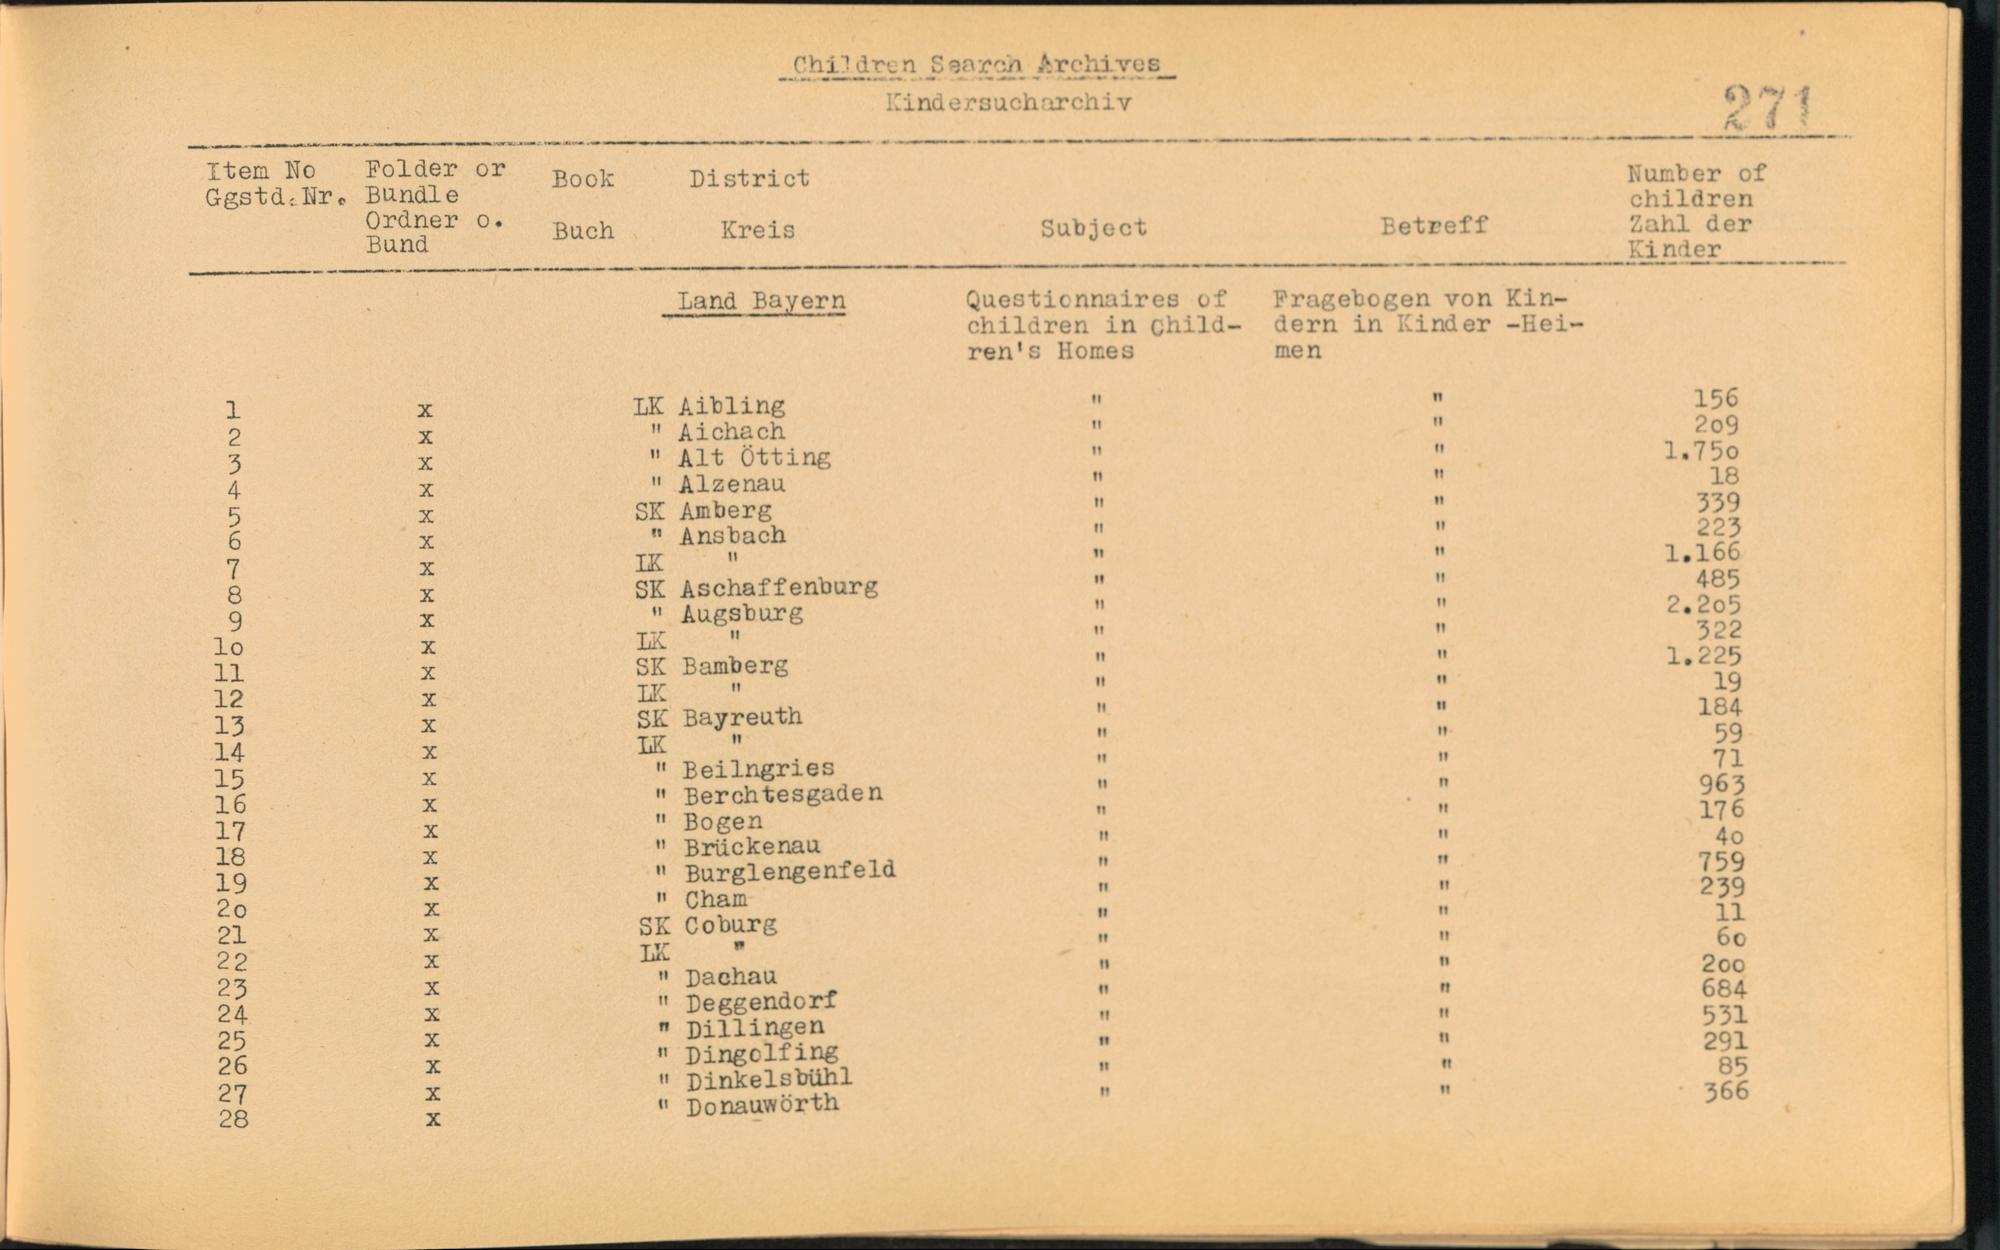 Children Search Archives
Kindersucharchiv
271
Item No Folder or Book District Number of
Ggstd.Nr. Bundle children
Ordner o. Buch Kreis Subject Betreff Zahl der
Bund Kinder
Land Bayern Questionnaires of Fragebogen von Kin-
children in Child- dern in Kinder -Hei-
ren's Homes men
1 x LK Aibling " " 156
2 x " Aichach " " 2o9
3 x " Alt Ötting " " 1.75o
4 x " Alzenau " " 18
5 x SK Amberg " " 339
6 x " Ansbach " " 223
7 x LK " " " 1.166
8 x SK Aschaffenburg " " 485
9 x " Augsburg " " 2.2o5
1o x LK " " " 322
11 x SK Bamberg " " 1.225
12 x LK " " " 19
13 x SK Bayreuth " " 184
14 x LK " " " 59
15 x " Beilngries " " 71
16 x " Berchtesgaden " " 963
17 x " Bogen " " 176
18 x " Brückenau " " 4o
19 x " Burglengenfeld " " 759
2o x " Cham " " 239
21 x SK Coburg " " 11
22 x LK " " " 6o
23 x " Dachau " " 2oo
24 x " Deggendorf " " 684
25 x " Dillingen " " 531
26 x " Dingolfing " " 291
27 x " Dinkelsbühl " " 85
28 x " Donauwörth " " 366